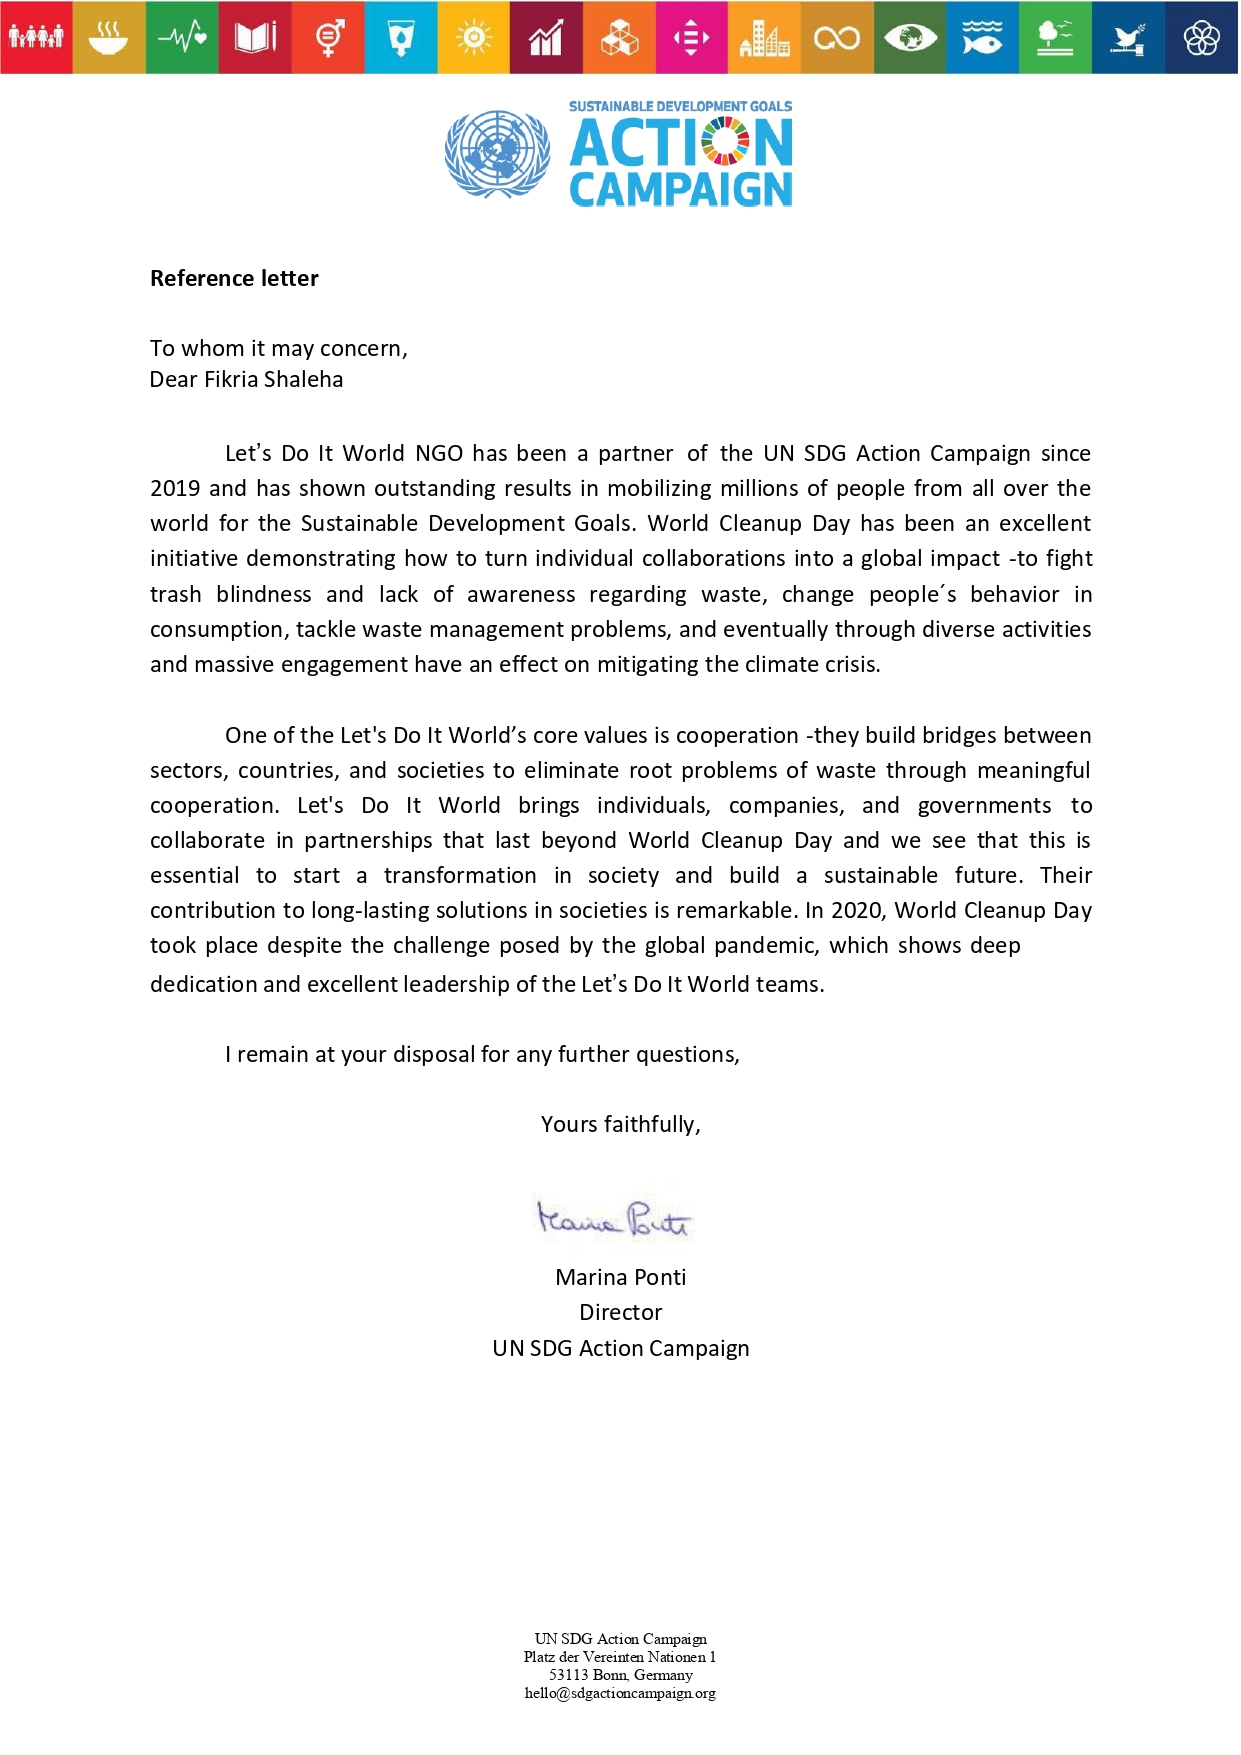 SUSTAINABLE DEVELOPMENT GOALS
ACTION
CAMPAIGN
Reference letter
To whom it may concern,
Dear Fikria Shaleha
Let’s Do It World NGO has been a partner of the UN SDG Action Campaign since
2019 and has shown outstanding results in mobilizing millions of people from all over the
world for the Sustainable Development Goals. World Cleanup Day has been an excellent
initiative demonstrating how to turn individual collaborations into a global impact -to fight
trash blindness and lack of awareness regarding waste, change people´s behavior in
consumption, tackle waste management problems, and eventually through diverse activities
and massive engagement have an effect on mitigating the climate crisis.
One of the Let's Do It World’s core values is cooperation -they build bridges between
sectors, countries, and societies to eliminate root problems of waste through meaningful
cooperation. Let's Do It World brings individuals, companies, and governments to
collaborate in partnerships that last beyond World Cleanup Day and we see that this is
essential to start a transformation in society and build a sustainable future. Their
contribution to long-lasting solutions in societies is remarkable. In 2020, World Cleanup Day
took place despite the challenge posed by the global pandemic, which shows deep
dedication and excellent leadership of the Let’s Do It World teams.
I remain at your disposal for any further questions,
Yours faithfully,
Marina Ponti
Marina Ponti
Director
UN SDG Action Campaign
UN SDG Action Campaign
Platz der Vereinten Nationen 1
53113 Bonn, Germany
hello@sdgactioncampaign.org